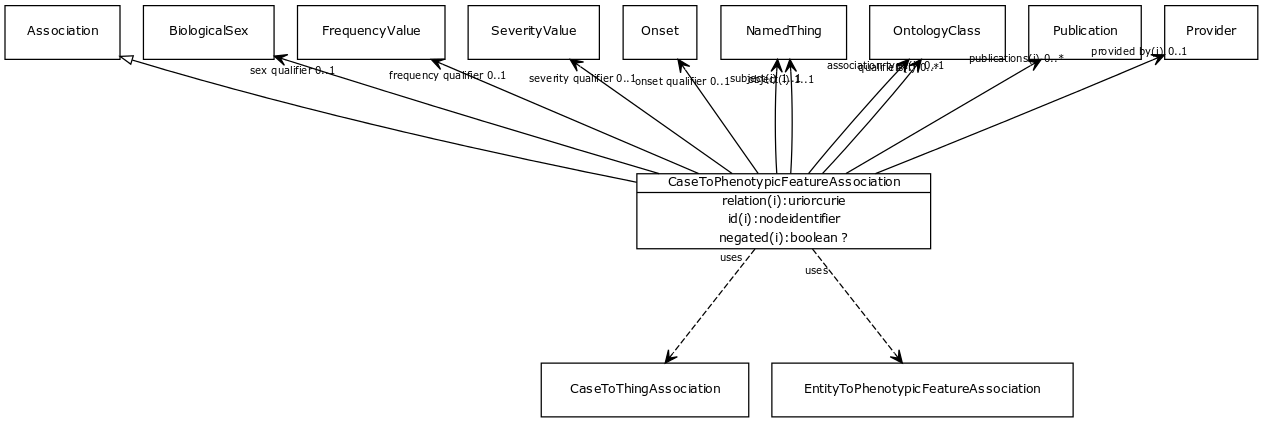 Association
BiologicalSex
FrequencyValue
SeverityValue
Onset
NamedThing
OntologyClass
Publication
Provider
sex qualifier 0..1
frequency qualifier 0..1
severity qualifier 0..1
onset qualifier 0..1
subject(i) 1..1
object(i) 1..1
association type(i) 0..1
qualifiers(i) 0..*
publications(i) 0..*
provided by(i) 0..1
CaseToPhenotypicFeatureAssociation
relation(i):uriorcurie
id(i):nodeidentifier
negated(i):boolean ?
uses
uses
CaseToThingAssociation
EntityToPhenotypicFeatureAssociation